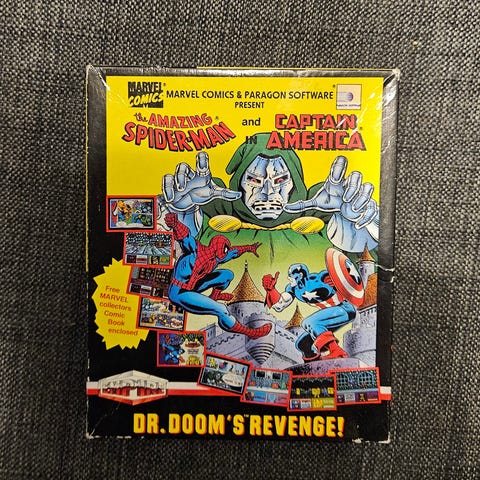 MARVEL
COMICS
MARVEL COMICS & PARAGON SOFTWARE
PRESENT
the AMAZING
SPIDER-MAN
and
CAPTAIN
AMERICA
IN
Free
MARVEL
collectors
Comic
Book
enclosed
DR. DOOM'S REVENGE!